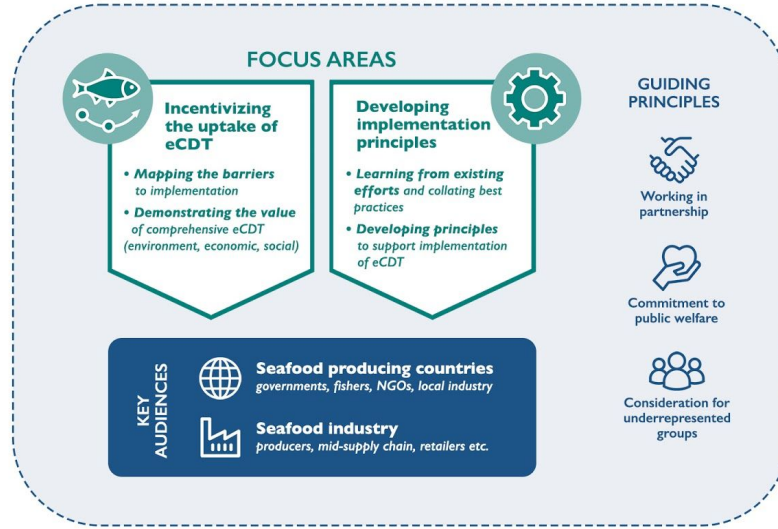 FOCUS AREAS
Incentivizing
the uptake of
eCDT
• Mapping the barriers
to implementation
• Demonstrating the value
of comprehensive eCDT
(environment, economic, social)
Developing
implementation
principles
• Learning from existing
efforts and collating best
practices
• Developing principles
to support implementation
of eCDT
KEY
AUDIENCES
Seafood producing countries
governments, fishers, NGOs, local industry
Seafood industry
producers, mid-supply chain, retailers etc.
GUIDING
PRINCIPLES
Working in
partnership
Commitment to
public welfare
Consideration for
underrepresented
groups